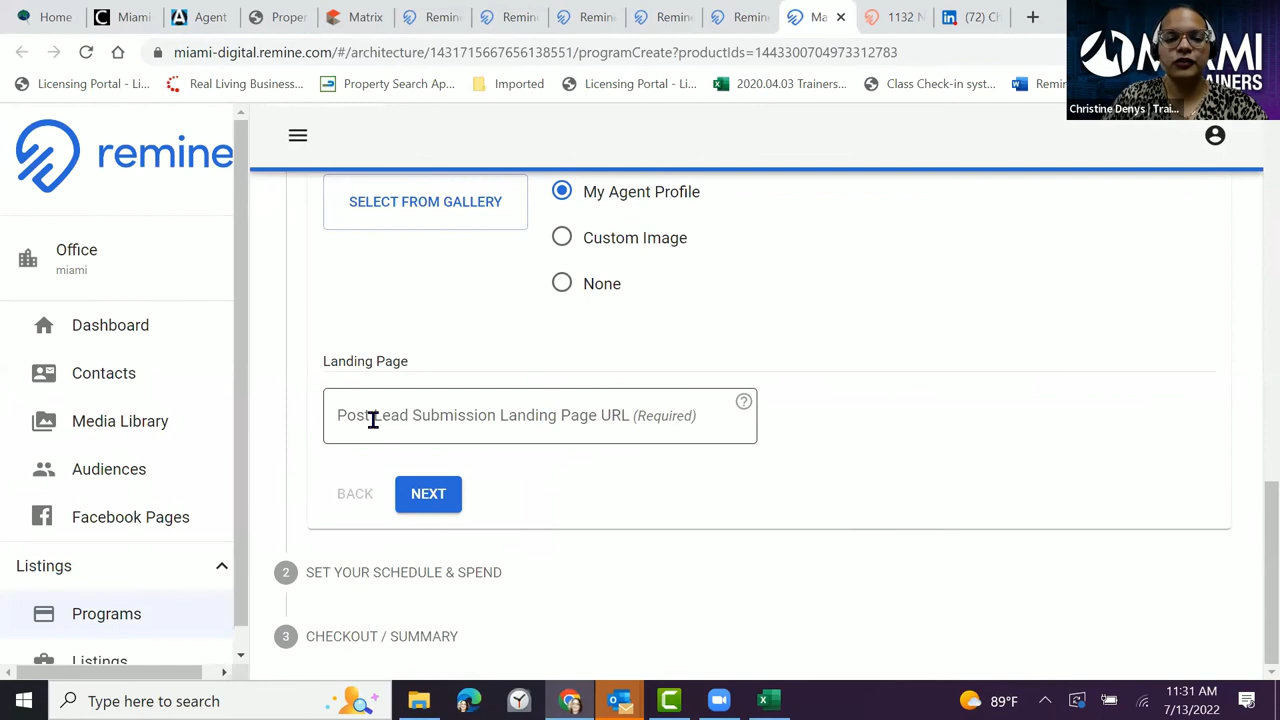 Home
Miami
Agent
Proper
Matrix
Remine
Remine
Remine
Remine
Remine
Ma
1132 N
(72) Cl
miami-digital.remine.com/#/architecture/1431715667656138551/programCreate?productIds=1443300704973312783
Licensing Portal - Li...
Real Living Business...
Property Search Ap...
Imported
Licensing Portal - Li...
2020.04.03 Trainers...
Class Check-in syst...
Remin
MIAMI
TRAINERS
Christine Denys | Trai...
remine
Office
miami
Dashboard
Contacts
Media Library
Audiences
Facebook Pages
Listings
Programs
Listings
SELECT FROM GALLERY
My Agent Profile
Custom Image
None
Landing Page
Post Lead Submission Landing Page URL (Required)
BACK
NEXT
2 SET YOUR SCHEDULE & SPEND
3 CHECKOUT / SUMMARY
Type here to search
89°F
11:31 AM
7/13/2022